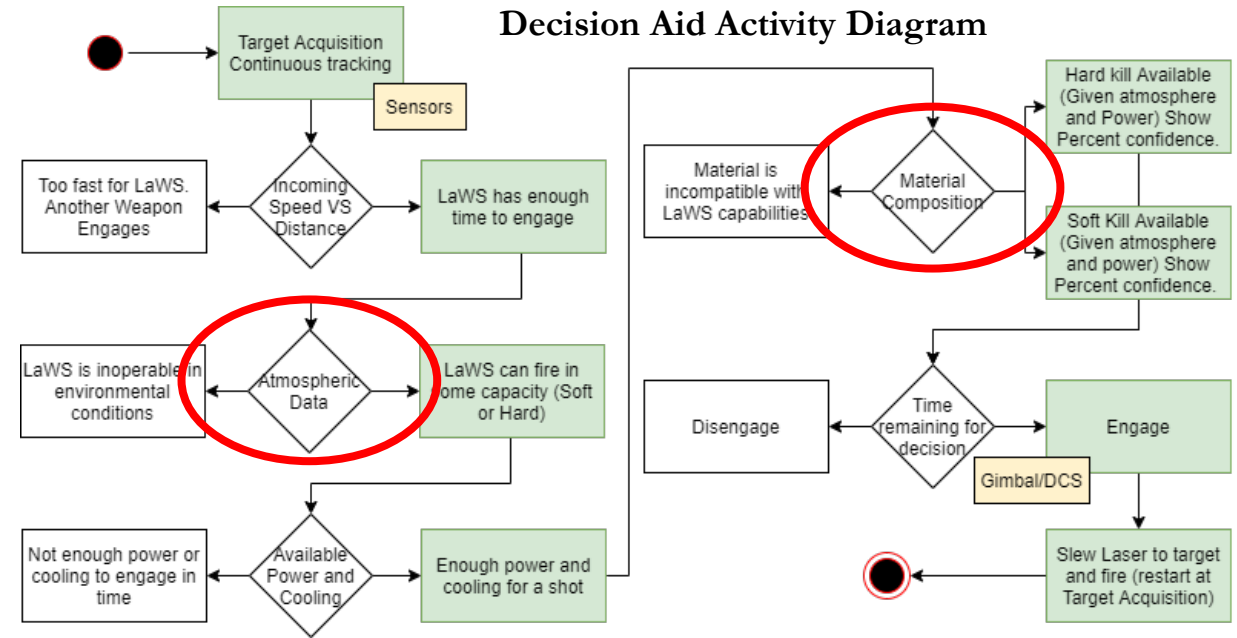 Decision Aid Activity Diagram
Target Acquisition
Continuous tracking
Sensors
Too fast for LaWS.
Another Weapon
Engages
Incoming
Speed VS
Distance
LaWS has enough
time to engage
LaWS is inoperable in
environmental
conditions
Atmospheric
Data
LaWS can fire in
some capacity (Soft
or Hard)
Not enough power or
cooling to engage in
time
Available
Power and
Cooling
Enough power and
cooling for a shot
Material is
incompatible with
LaWS capabilities
Material
Composition
Hard kill Available
(Given atmosphere
and Power) Show
Percent confidence.
Soft Kill Available
(Given atmosphere
and power) Show
Percent confidence.
Disengage
Time
remaining for
decision
Engage
Gimbal/DCS
Slew Laser to target
and fire (restart at
Target Acquisition)